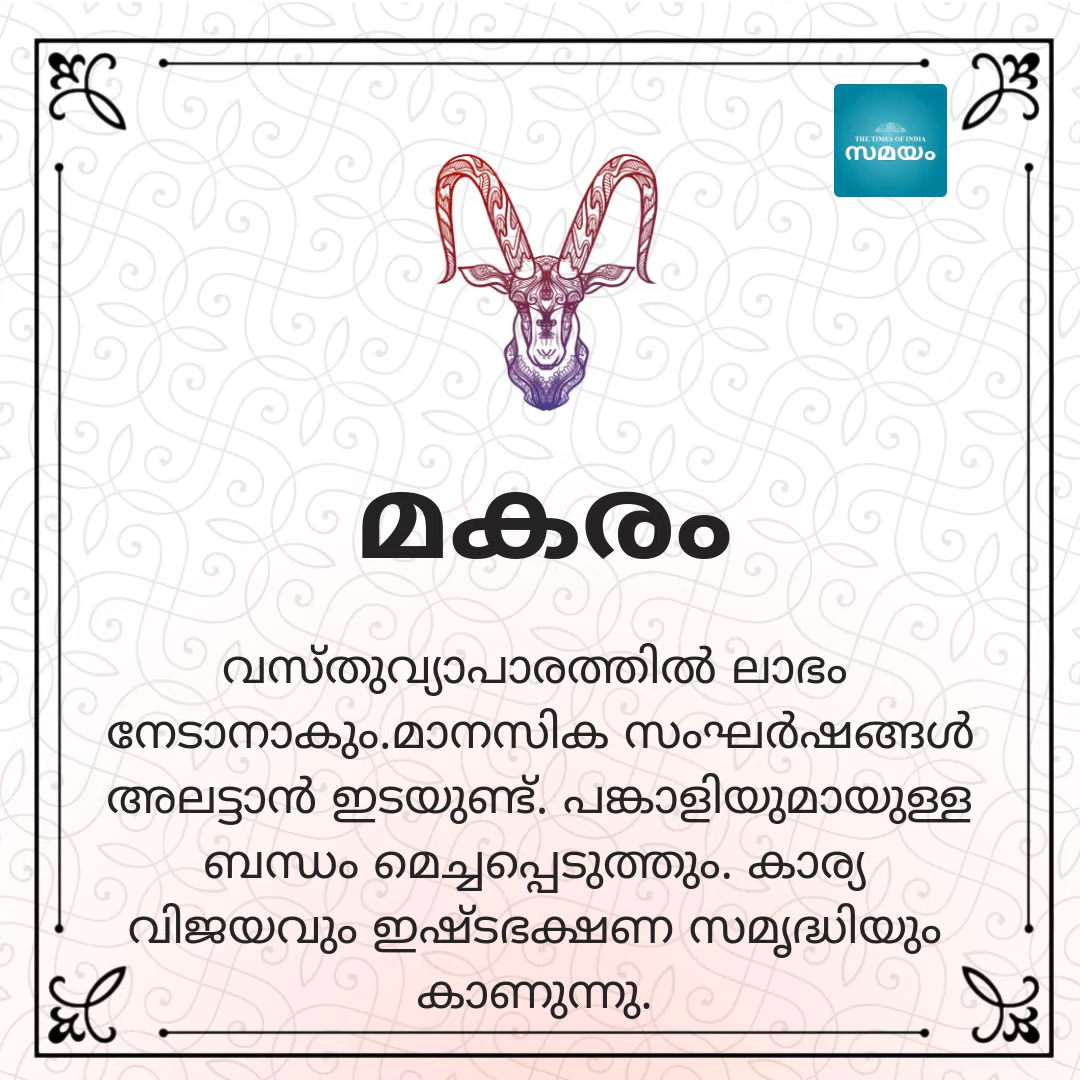 THE TIMES OF INDIA
സമയം
മകരം
വസ്തുവ്യാപാരത്തിൽ ലാഭം
നേടാനാകും.മാനസിക സംഘർഷങ്ങൾ
അലട്ടാൻ ഇടയുണ്ട്. പങ്കാളിയുമായുള്ള
ബന്ധം മെച്ചപ്പെടുത്തും. കാര്യ
വിജയവും ഇഷ്ടഭക്ഷണ സമൃദ്ധിയും
കാണുന്നു.